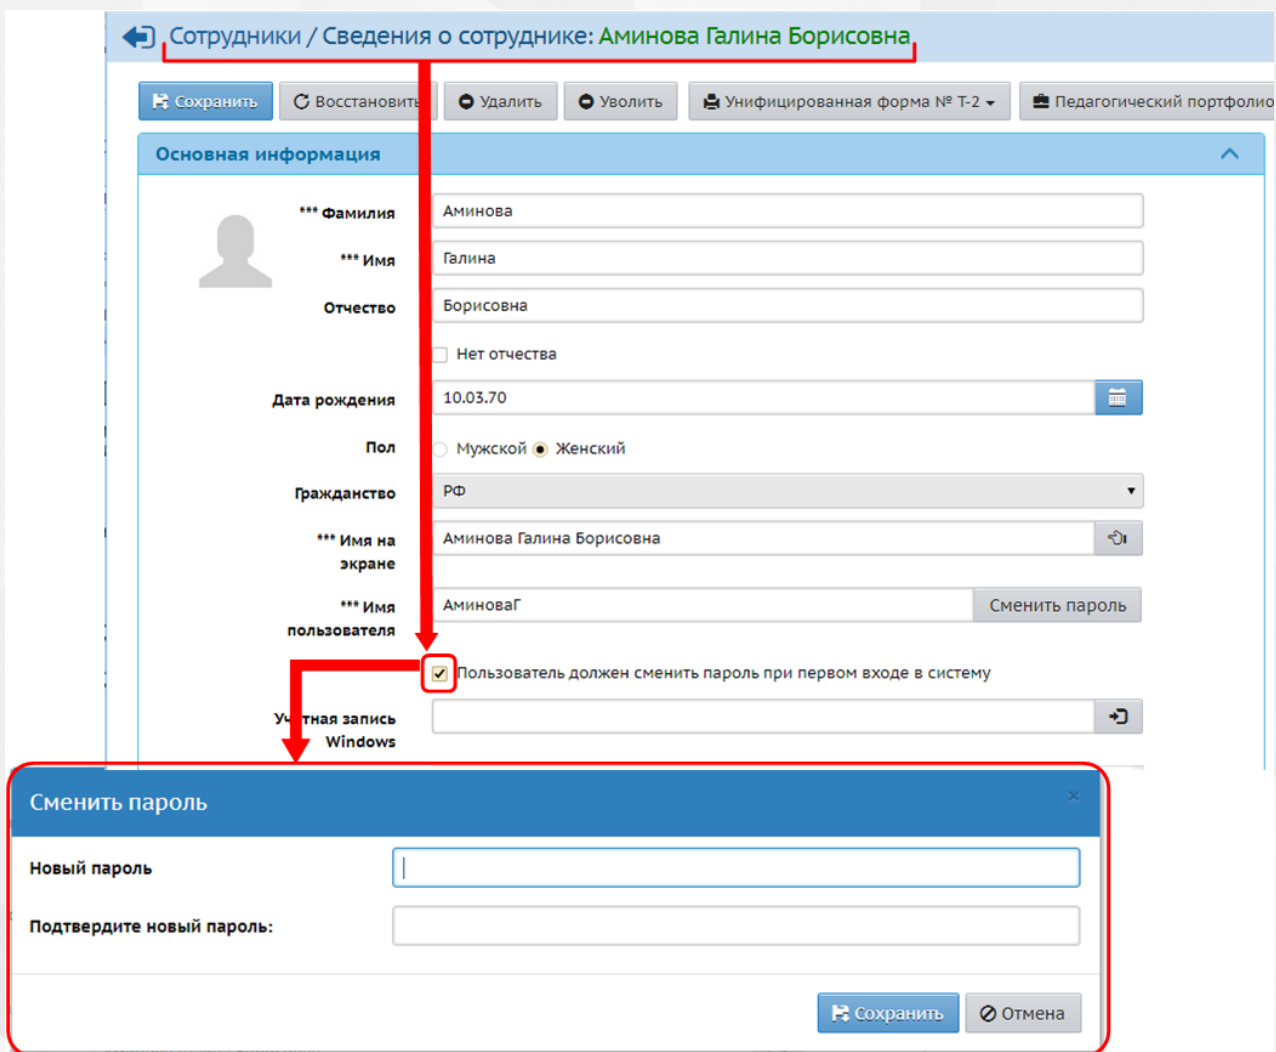 Сотрудники / Сведения о сотруднике: Аминова Галина Борисовна
Сохранить Восстановить Удалить Уволить Унифицированная форма № Т-2 Педагогический портфолио
Основная информация
*** Фамилия Аминова
*** Имя Галина
Отчество Борисовна
Нет отчества
Дата рождения 10.03.70
Пол Мужской Женский
Гражданство РФ
*** Имя на Аминова Галина Борисовна
экране
*** Имя АминоваГ Сменить пароль
пользователя
Пользователь должен сменить пароль при первом входе в систему
Учетная запись
Windows
Сменить пароль ×
Новый пароль
Подтвердите новый пароль:
Сохранить Отмена